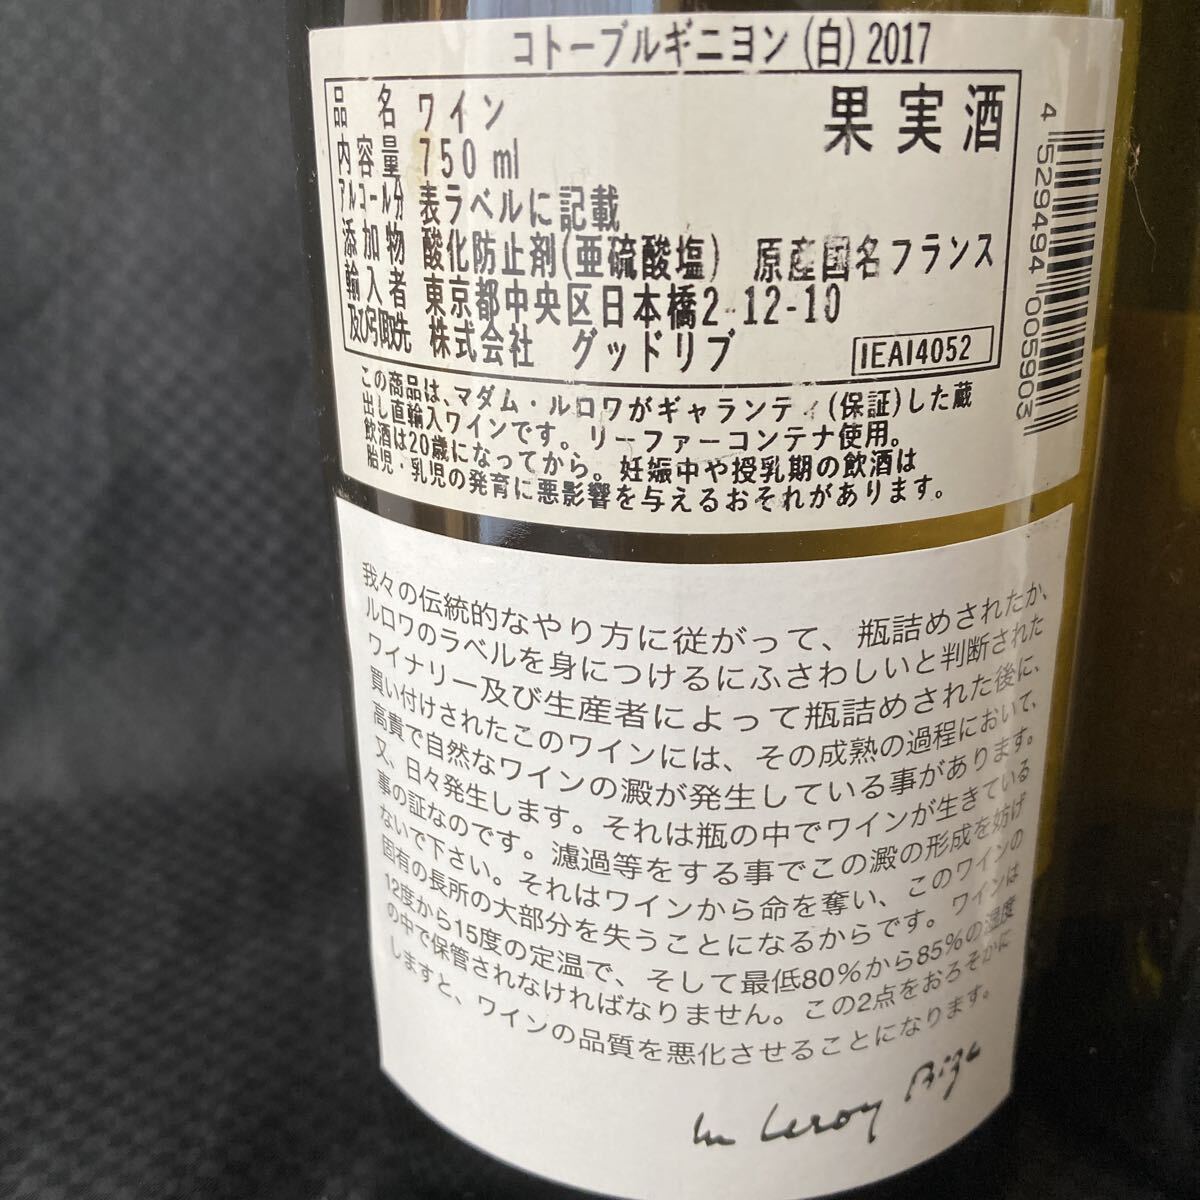 コトーブルギニヨン(白)2017
品名 ワイン 果実酒
内容量 750 ml
アルコール分 表ラベルに記載
添加物 酸化防止剤(亜硫酸塩) 原産国名フランス
輸入者 東京都中央区日本橋2-12-10
及び引取先 株式会社 グッドリブ
IEAI4052
4 529494 005903
この商品は、マダム・ルロワがギャランティ(保証)した蔵
出し直輸入ワインです。リーファーコンテナ使用。
飲酒は20歳になってから。妊娠中や授乳期の飲酒は
胎児・乳児の発育に悪影響を与えるおそれがあります。
我々の伝統的なやり方に従がって、瓶詰めされたか、
ルロワのラベルを身につけるにふさわしいと判断された
ワイナリー及び生産者によって瓶詰めされた後に、
買い付けされたこのワインには、その成熟の過程において、
高貴で自然なワインの澱が発生している事があります。
又、日々発生します。それは瓶の中でワインが生きている
事の証なのです。濾過等をする事でこの澱の形成を妨げ
ないで下さい。それはワインから命を奪い、このワインの
固有の長所の大部分を失うことになるからです。ワインは
12度から15度の定温で、そして最低80%から85%の湿度
の中で保管されなければなりません。この2点をおろそかに
しますと、ワインの品質を悪化させることになります。
Leroy Bize